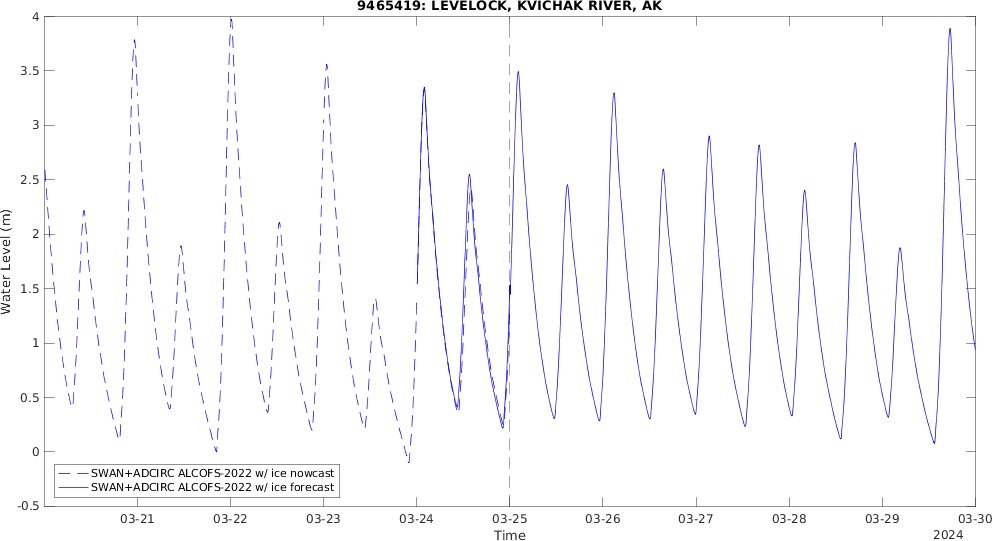 9465419: LEVELOCK, KVICHAK RIVER, AK
Water Level (m)
4
3.5
3
2.5
2
1.5
1
0.5
0
-0.5
SWAN+ADCIRC ALCOFS-2022 w/ ice nowcast
SWAN+ADCIRC ALCOFS-2022 w/ ice forecast
03-21 03-22 03-23 03-24 03-25 03-26 03-27 03-28 03-29 03-30
Time
2024